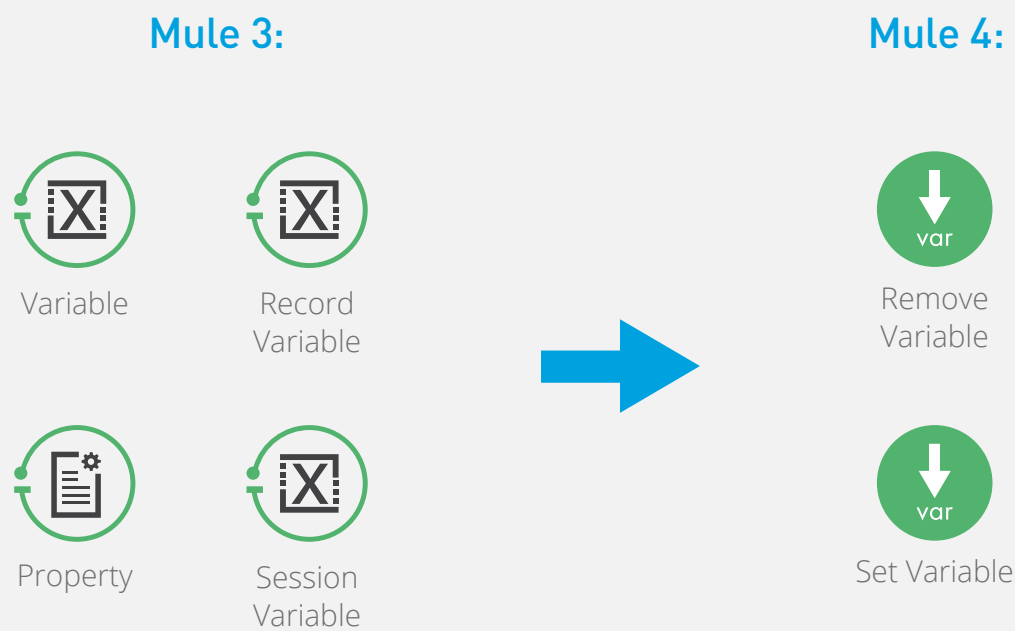 Mule 3:
Mule 4:
X
X
var
Variable
Record
Variable
Remove
Variable
X
var
Property
Session
Variable
Set Variable